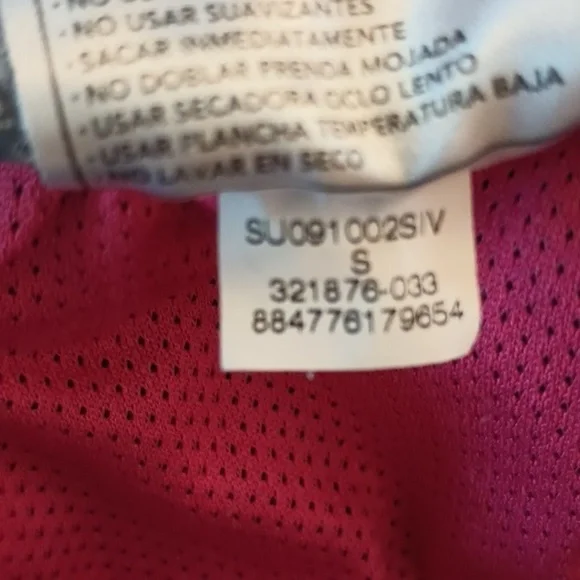 · NO USAR SUAVIZANTES
· SACAR INMEDIATAMENTE
· NO DOBLAR PRENDA MOJADA
· USAR SECADORA CICLO LENTO
· USAR PLANCHA TEMPERATURA BAJA
· NO LAVAR EN SECO
SU091002S/V
S
321876-033
884776179654